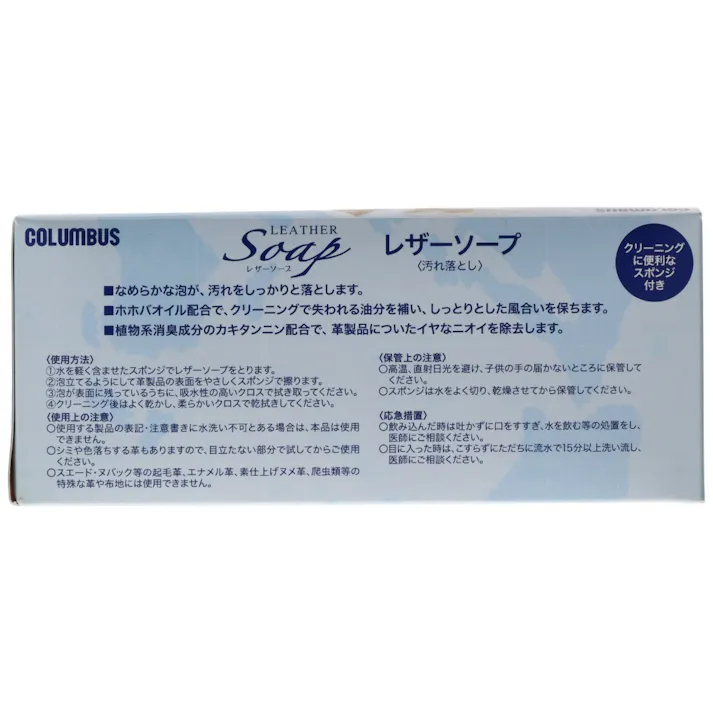 COLUMBUS
LEATHER
Soap
レザーソープ
レザーソープ
〈汚れ落とし〉
クリーニング
に便利な
スポンジ
付き
■なめらかな泡が、汚れをしっかりと落とします。
■ホホバオイル配合で、クリーニングで失われる油分を補い、しっとりとした風合いを保ちます。
■植物系消臭成分のカキタンニン配合で、革製品についたイヤなニオイを除去します。
〈使用方法〉
①水を軽く含ませたスポンジでレザーソープをとります。
②泡立てるようにして革製品の表面をやさしくスポンジで擦ります。
③泡が表面に残っているうちに、吸水性の高いクロスで拭き取ってください。
④クリーニング後はよく乾かし、柔らかいクロスで乾拭きしてください。
〈使用上の注意〉
○使用する製品の表記・注意書きに水洗い不可とある場合は、本品は使用
できません。
○シミや色落ちする革もありますので、目立たない部分で試してからご使用
ください。
○スエード・ヌバック等の起毛革、エナメル革、素仕上げヌメ革、爬虫類等の
特殊な革や布地には使用できません。
〈保管上の注意〉
○高温、直射日光を避け、子供の手の届かないところに保管して
ください。
○スポンジは水をよく切り、乾燥させてから保管してください。
〈応急措置〉
○飲み込んだ時は吐かずに口をすすぎ、水を飲む等の処置をし、
医師にご相談ください。
○目に入った時は、こすらずにただちに流水で15分以上洗い流し、
医師にご相談ください。